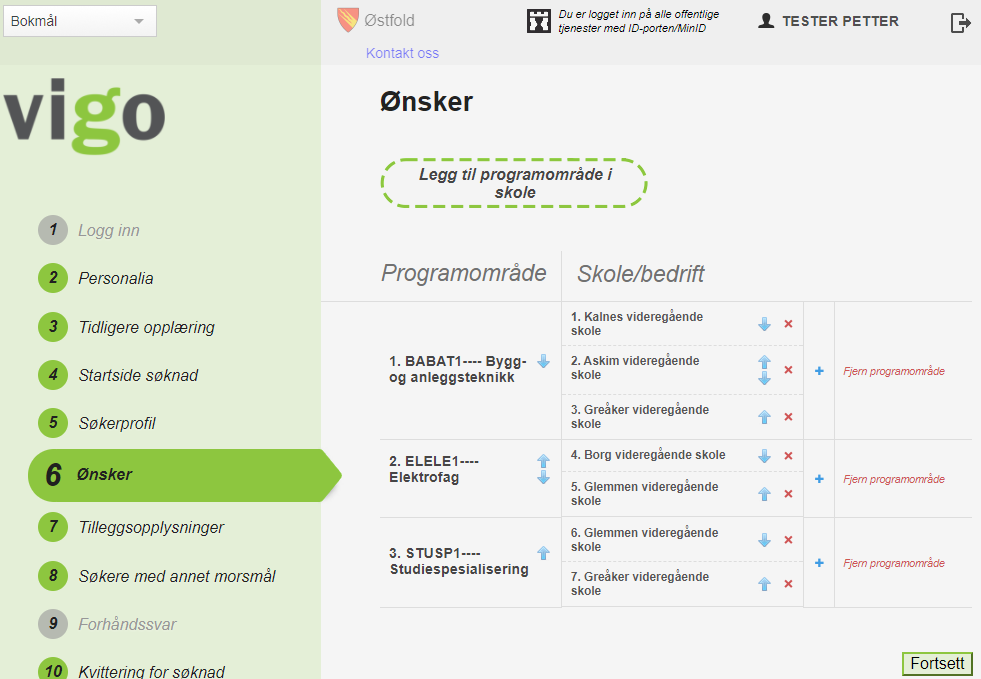 Bokmål
Østfold
Du er logget inn på alle offentlige
tjenester med ID-porten/MinID
TESTER PETTER
Kontakt oss
vigo
1 Logg inn
2 Personalia
3 Tidligere opplæring
4 Startside søknad
5 Søkerprofil
6 Ønsker
7 Tilleggsopplysninger
8 Søkere med annet morsmål
9 Forhåndssvar
10 Kvittering for søknad
Ønsker
Legg til programområde i
skole
Programområde
Skole/bedrift
1. BABAT1---- Bygg-
og anleggsteknikk
1. Kalnes videregående
skole
2. Askim videregående
skole
3. Greåker videregående
skole
Fjern programområde
2. ELELE1----
Elektrofag
4. Borg videregående skole
5. Glemmen videregående
skole
Fjern programområde
3. STUSP1----
Studiespesialisering
6. Glemmen videregående
skole
7. Greåker videregående
skole
Fjern programområde
Fortsett